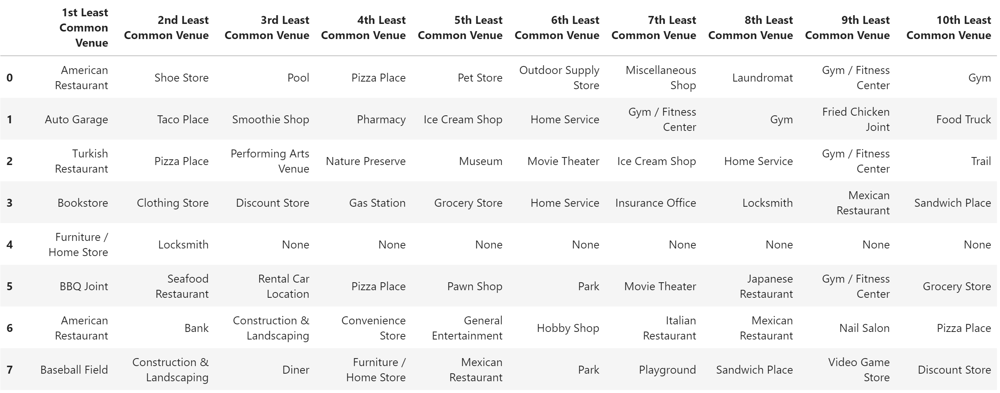 1st Least Common Venue 2nd Least Common Venue 3rd Least Common Venue 4th Least Common Venue 5th Least Common Venue 6th Least Common Venue 7th Least Common Venue 8th Least Common Venue 9th Least Common Venue 10th Least Common Venue
0 American Restaurant Shoe Store Pool Pizza Place Pet Store Outdoor Supply Store Miscellaneous Shop Laundromat Gym / Fitness Center Gym
1 Auto Garage Taco Place Smoothie Shop Pharmacy Ice Cream Shop Home Service Gym / Fitness Center Gym Fried Chicken Joint Food Truck
2 Turkish Restaurant Pizza Place Performing Arts Venue Nature Preserve Museum Movie Theater Ice Cream Shop Home Service Gym / Fitness Center Trail
3 Bookstore Clothing Store Discount Store Gas Station Grocery Store Home Service Insurance Office Locksmith Mexican Restaurant Sandwich Place
4 Furniture / Home Store Locksmith None None None None None None None None
5 BBQ Joint Seafood Restaurant Rental Car Location Pizza Place Pawn Shop Park Movie Theater Japanese Restaurant Gym / Fitness Center Grocery Store
6 American Restaurant Bank Construction & Landscaping Convenience Store General Entertainment Hobby Shop Italian Restaurant Mexican Restaurant Nail Salon Pizza Place
7 Baseball Field Construction & Landscaping Diner Furniture / Home Store Mexican Restaurant Park Playground Sandwich Place Video Game Store Discount Store